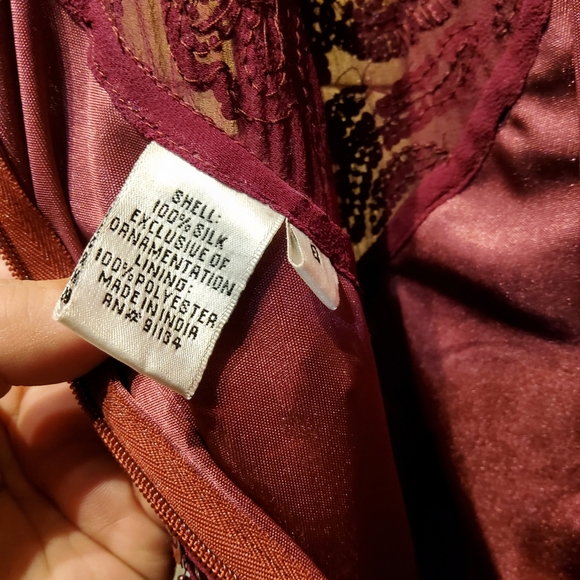 SHELL:
100% SILK
EXCLUSIVE OF
ORNAMENTATION
LINING:
100% POLYESTER
MADE IN INDIA
RN# 91134